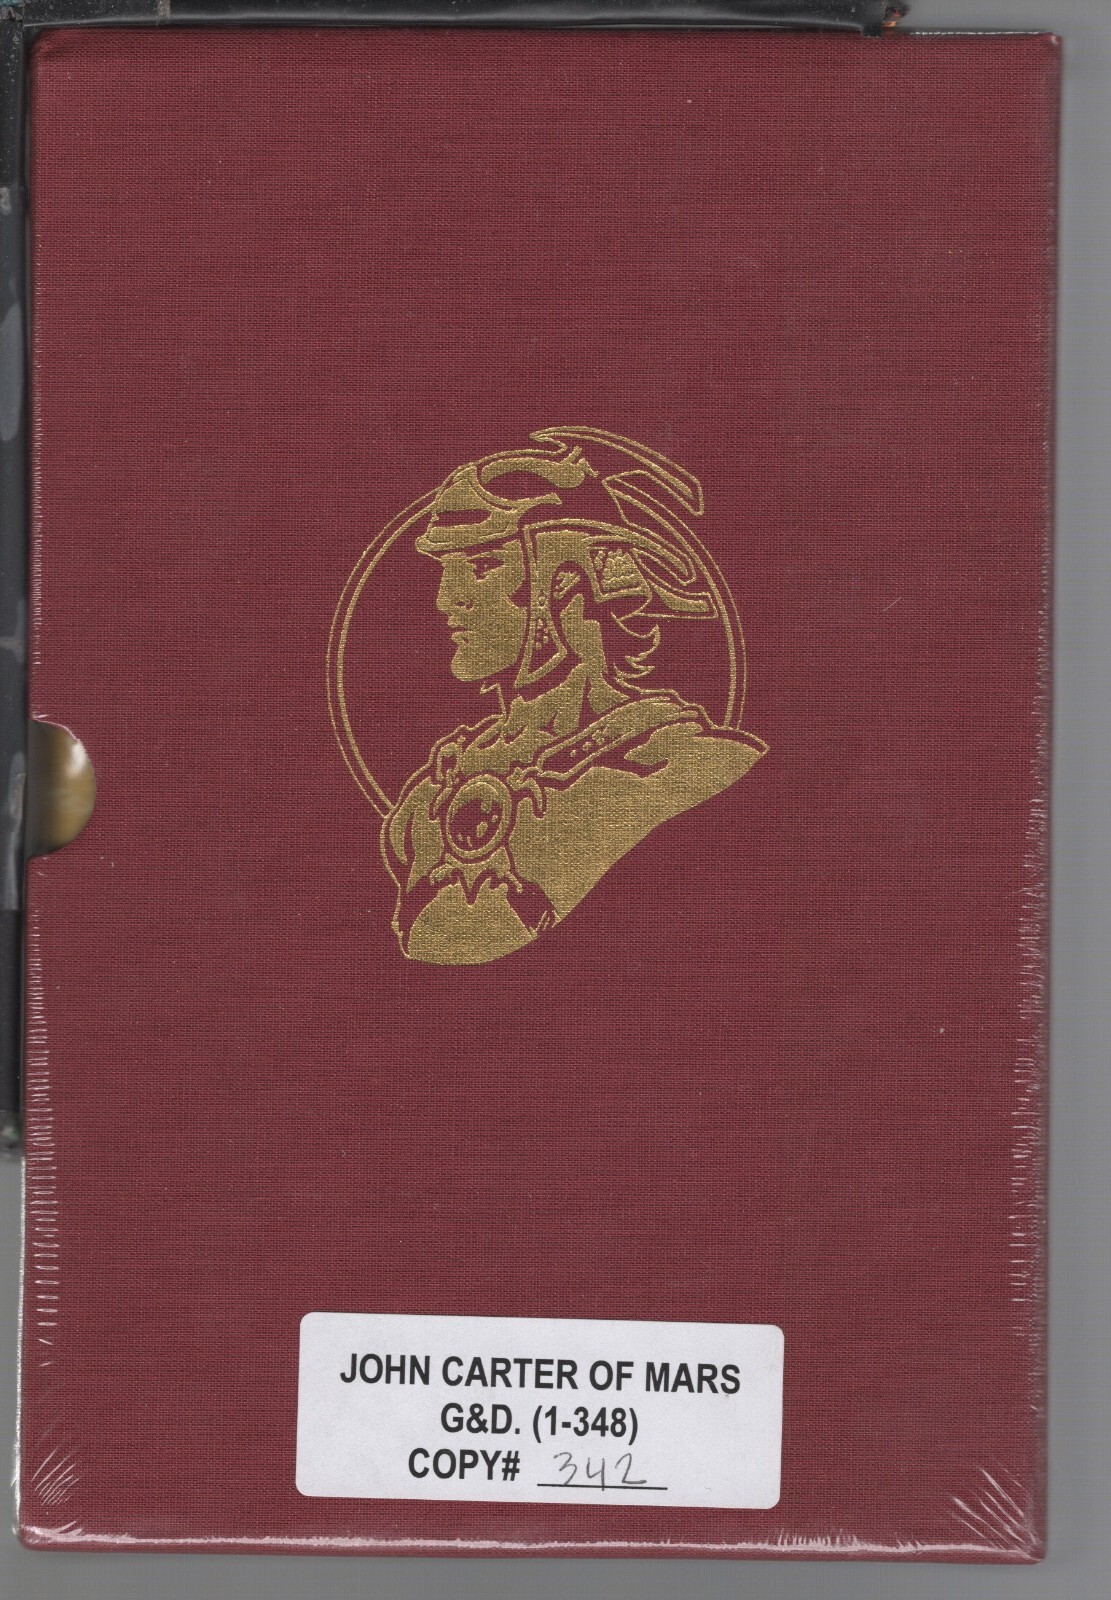 JOHN CARTER OF MARS
G&D. (1-348)
COPY# 342